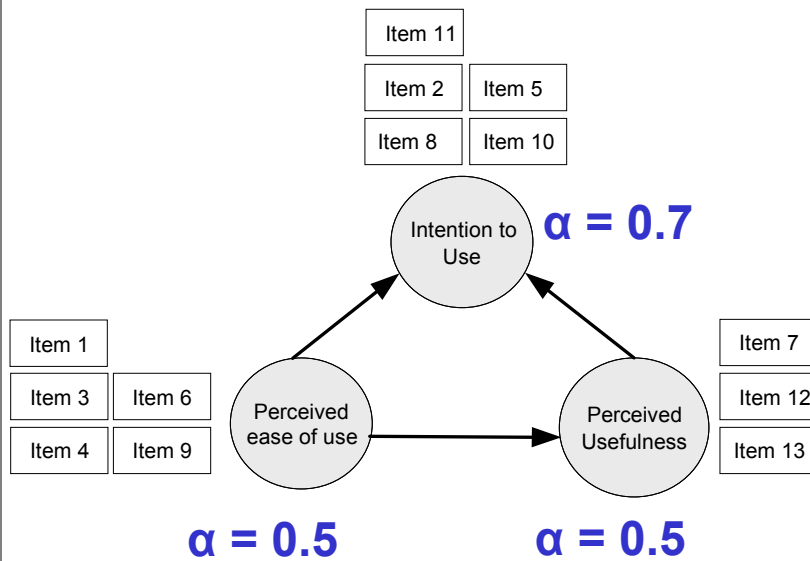 Item 11
Item 2
Item 5
Item 8
Item 10
Intention to
Use
α = 0.7
Item 1
Item 3
Item 6
Item 4
Item 9
Perceived
ease of use
α = 0.5
Perceived
Usefulness
α = 0.5
Item 7
Item 12
Item 13